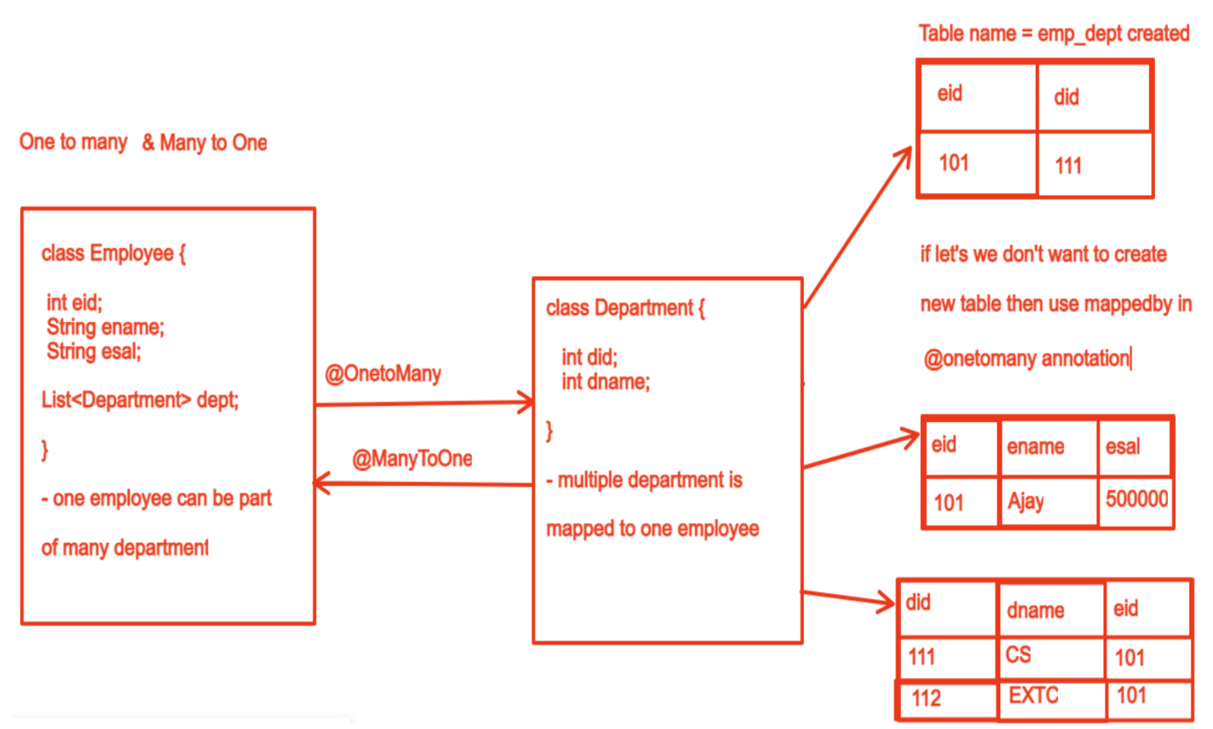 One to many & Many to One
class Employee {
int eid;
String ename;
String esal;
List<Department> dept;
}
- one employee can be part
of many department
@OnetoMany
@ManyToOne
class Department {
int did;
int dname;
}
- multiple department is
mapped to one employee
Table name = emp_dept created
eid did
101 111
if let's we don't want to create
new table then use mappedby in
@onetomany annotation
eid ename esal
101 Ajay 500000
did dname eid
111 CS 101
112 EXTC 101